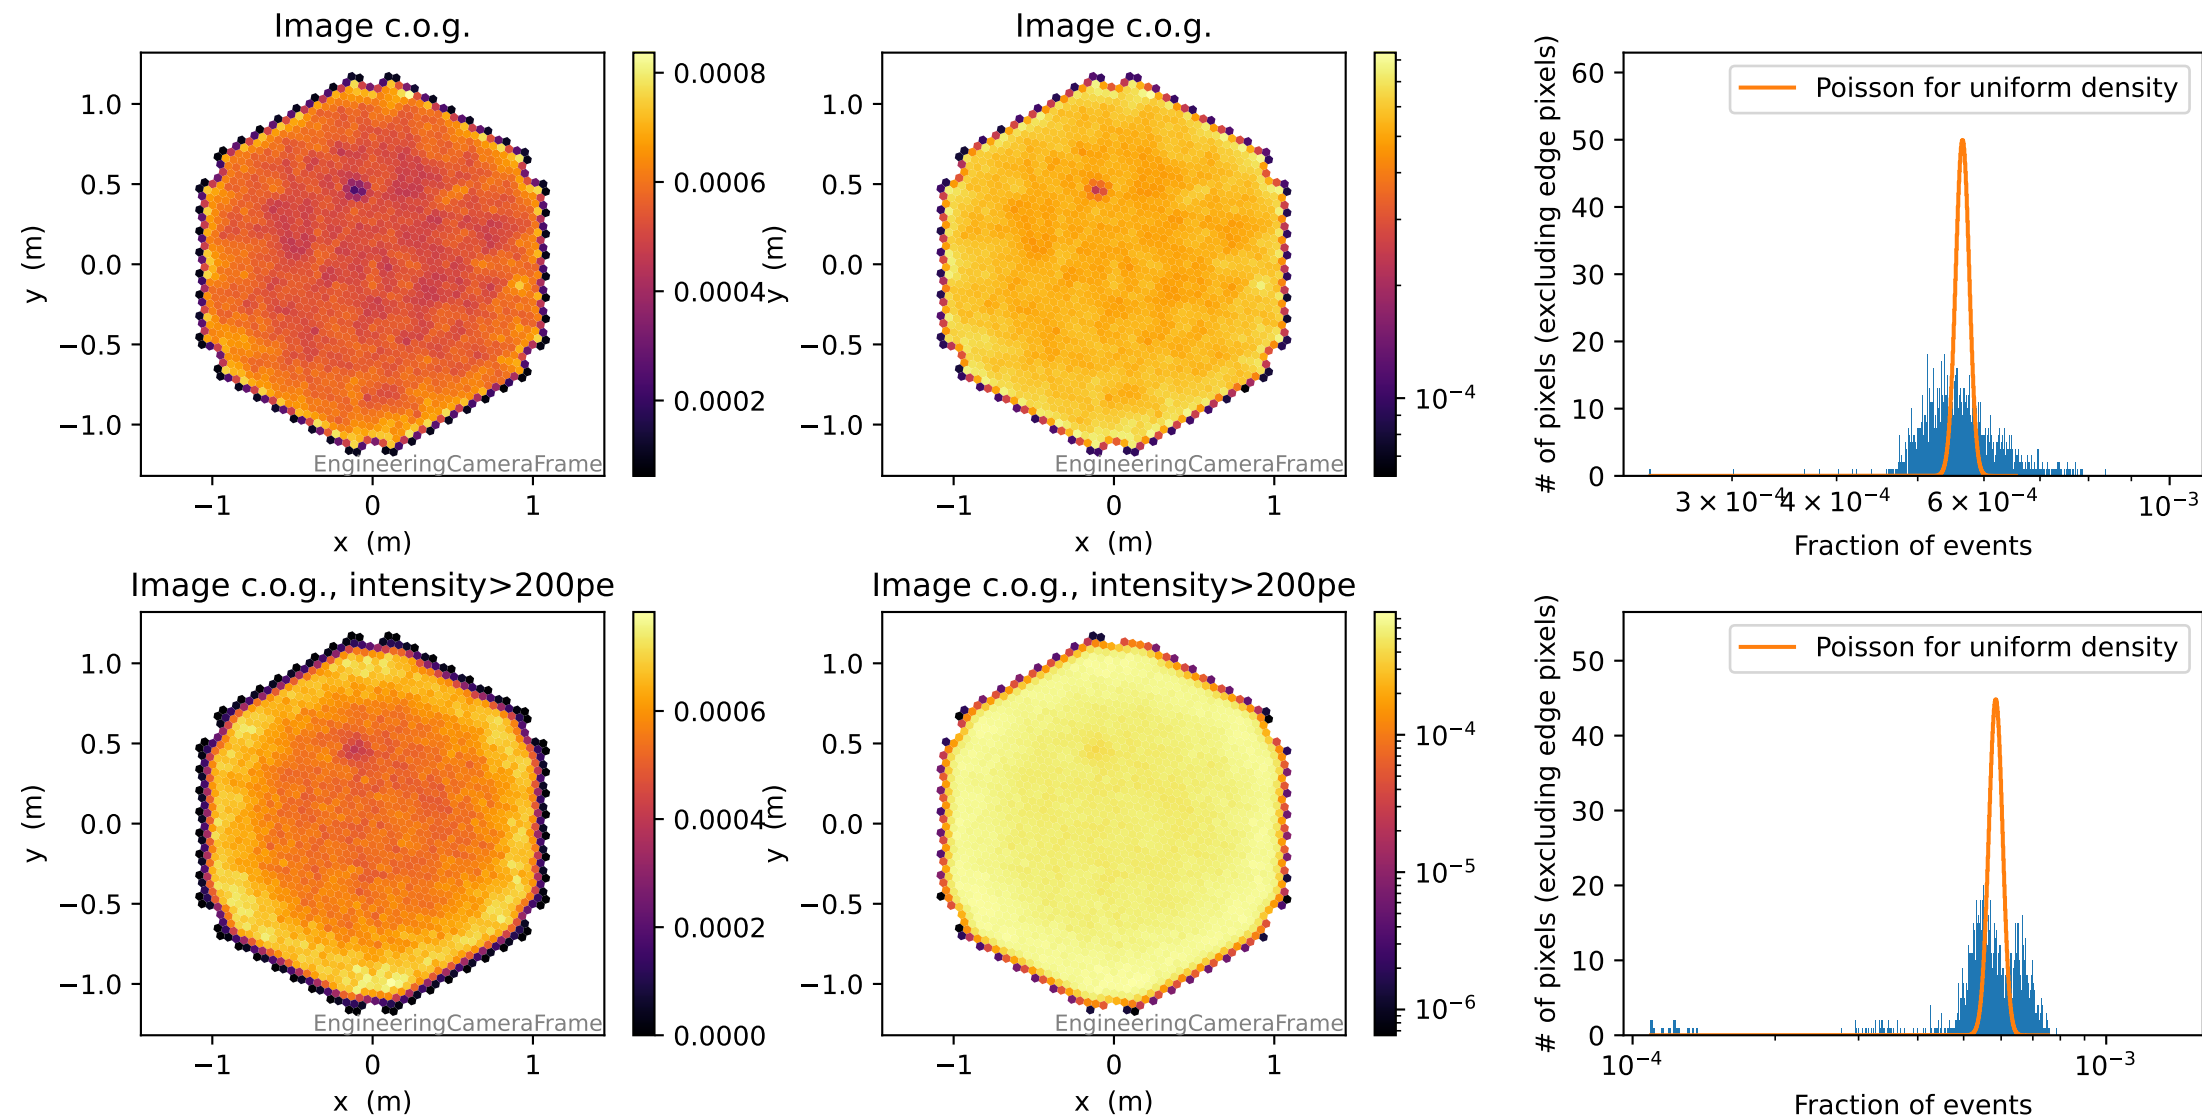 Image c.o.g.
1.0
0.5
0.0
−0.5
−1.0
y (m)
−1 0 1
x (m)
EngineeringCameraFrame
0.0008
0.0006
0.0004
0.0002
Image c.o.g.
1.0
0.5
0.0
−0.5
−1.0
y (m)
−1 0 1
x (m)
EngineeringCameraFrame
10⁻⁴
# of pixels (excluding edge pixels)
60
50
40
30
20
10
0
Poisson for uniform density
3 × 10⁻⁴ 4 × 10⁻⁴ 6 × 10⁻⁴ 10⁻³
Fraction of events
Image c.o.g., intensity>200pe
1.0
0.5
0.0
−0.5
−1.0
y (m)
−1 0 1
x (m)
EngineeringCameraFrame
0.0006
0.0004
0.0002
0.0000
Image c.o.g., intensity>200pe
1.0
0.5
0.0
−0.5
−1.0
y (m)
−1 0 1
x (m)
EngineeringCameraFrame
10⁻⁴
10⁻⁵
10⁻⁶
# of pixels (excluding edge pixels)
50
40
30
20
10
0
Poisson for uniform density
10⁻⁴ 10⁻³
Fraction of events